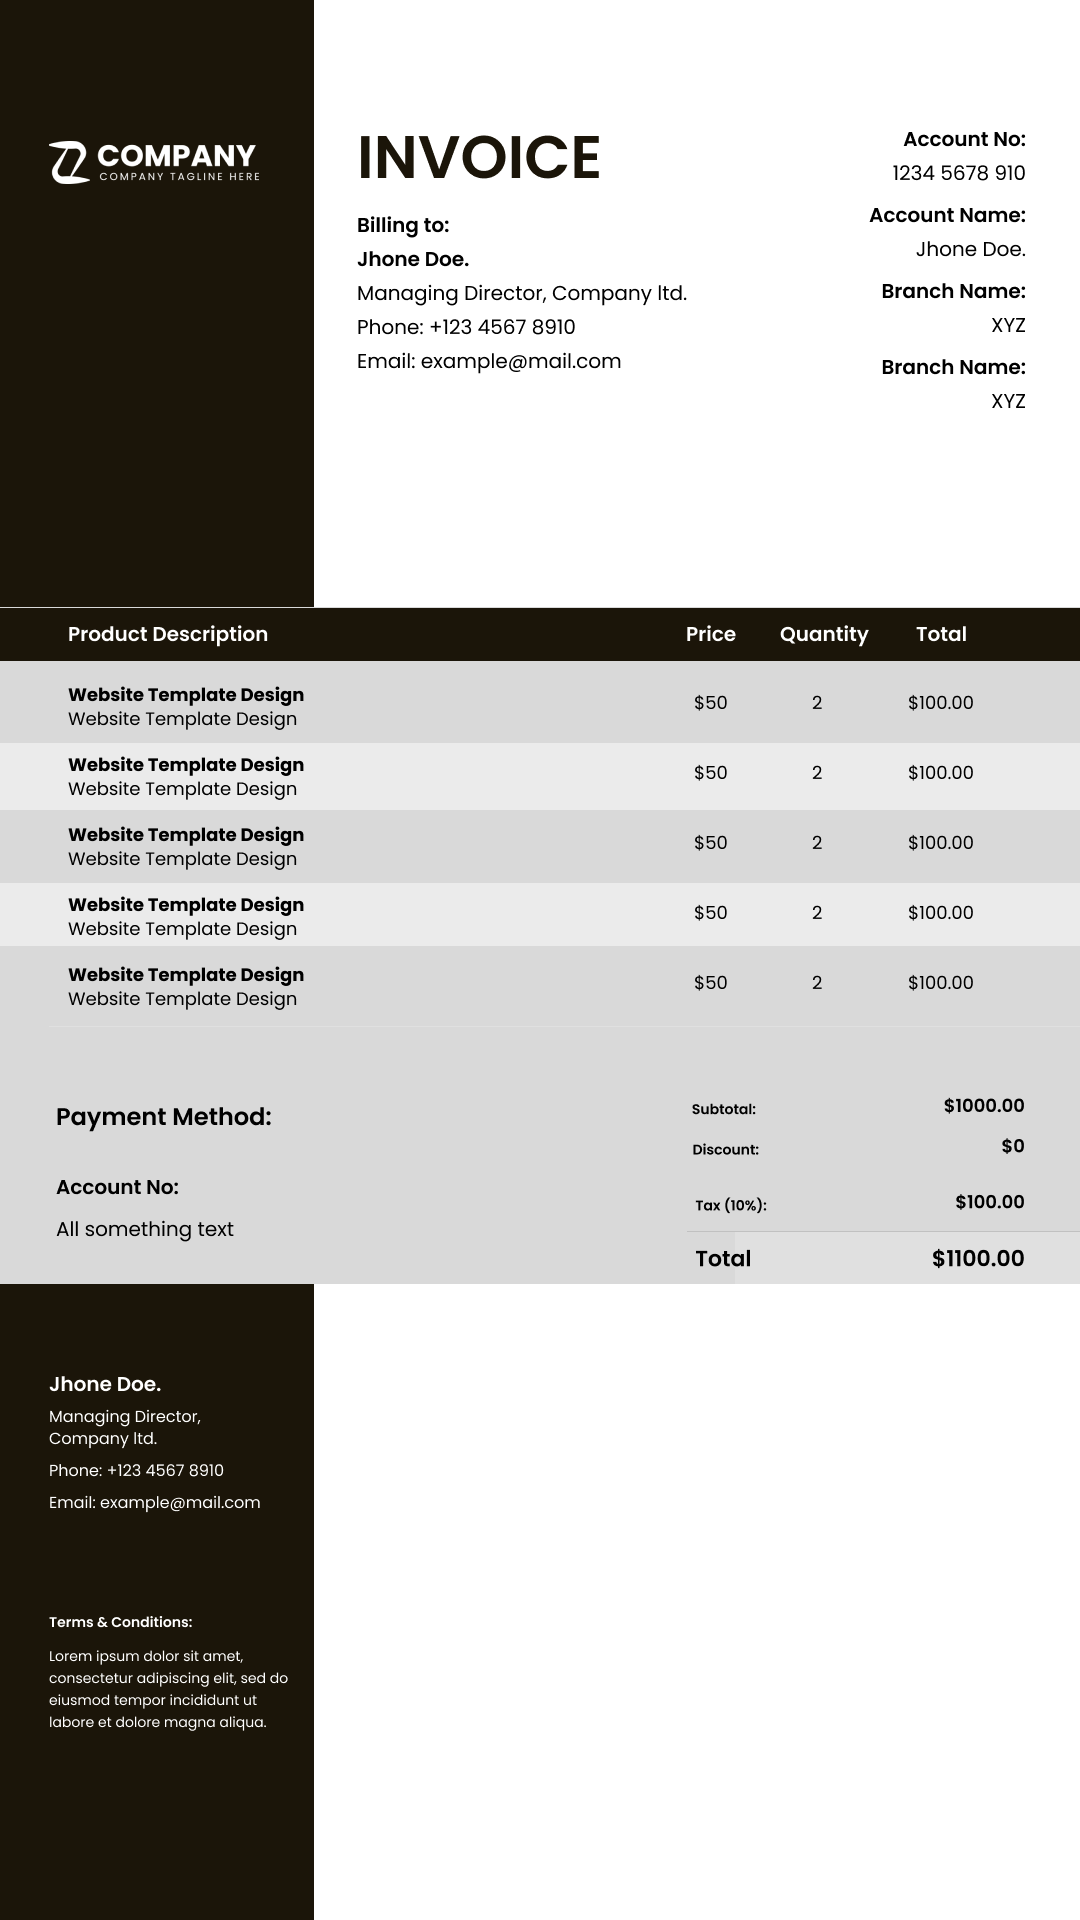 COMPANY
COMPANY TAGLINE HERE
INVOICE
Billing to:
Jhone Doe.
Managing Director, Company ltd.
Phone: +123 4567 8910
Email: example@mail.com
Account No:
1234 5678 910
Account Name:
Jhone Doe.
Branch Name:
XYZ
Branch Name:
XYZ
Product Description Price Quantity Total
Website Template Design
Website Template Design $50 2 $100.00
Website Template Design
Website Template Design $50 2 $100.00
Website Template Design
Website Template Design $50 2 $100.00
Website Template Design
Website Template Design $50 2 $100.00
Website Template Design
Website Template Design $50 2 $100.00
Payment Method:
Account No:
All something text
Subtotal: $1000.00
Discount: $0
Tax (10%): $100.00
Total $1100.00
Jhone Doe.
Managing Director,
Company ltd.
Phone: +123 4567 8910
Email: example@mail.com
Terms & Conditions:
Lorem ipsum dolor sit amet,
consectetur adipiscing elit, sed do
eiusmod tempor incididunt ut
labore et dolore magna aliqua.